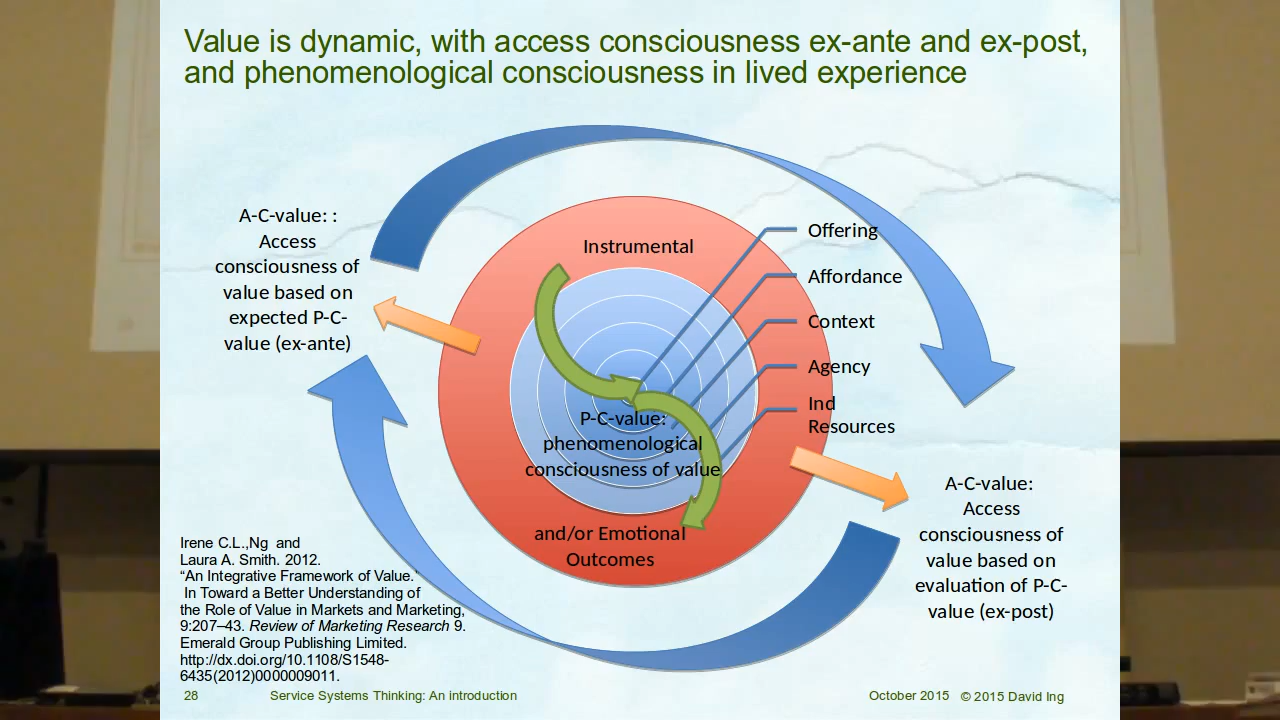 Value is dynamic, with access consciousness ex-ante and ex-post,
and phenomenological consciousness in lived experience
A-C-value: :
Access
consciousness of
value based on
expected P-C-
value (ex-ante)
Instrumental
Offering
Affordance
Context
Agency
Ind
Resources
P-C-value:
phenomenological
consciousness of value
and/or Emotional
Outcomes
A-C-value:
Access
consciousness of
value based on
evaluation of P-C-
value (ex-post)
Irene C.L.,Ng and
Laura A. Smith. 2012.
“An Integrative Framework of Value.”
In Toward a Better Understanding of
the Role of Value in Markets and Marketing,
9:207–43. Review of Marketing Research 9.
Emerald Group Publishing Limited.
http://dx.doi.org/10.1108/S1548-
6435(2012)0000009011.
28
Service Systems Thinking: An introduction
October 2015
© 2015 David Ing